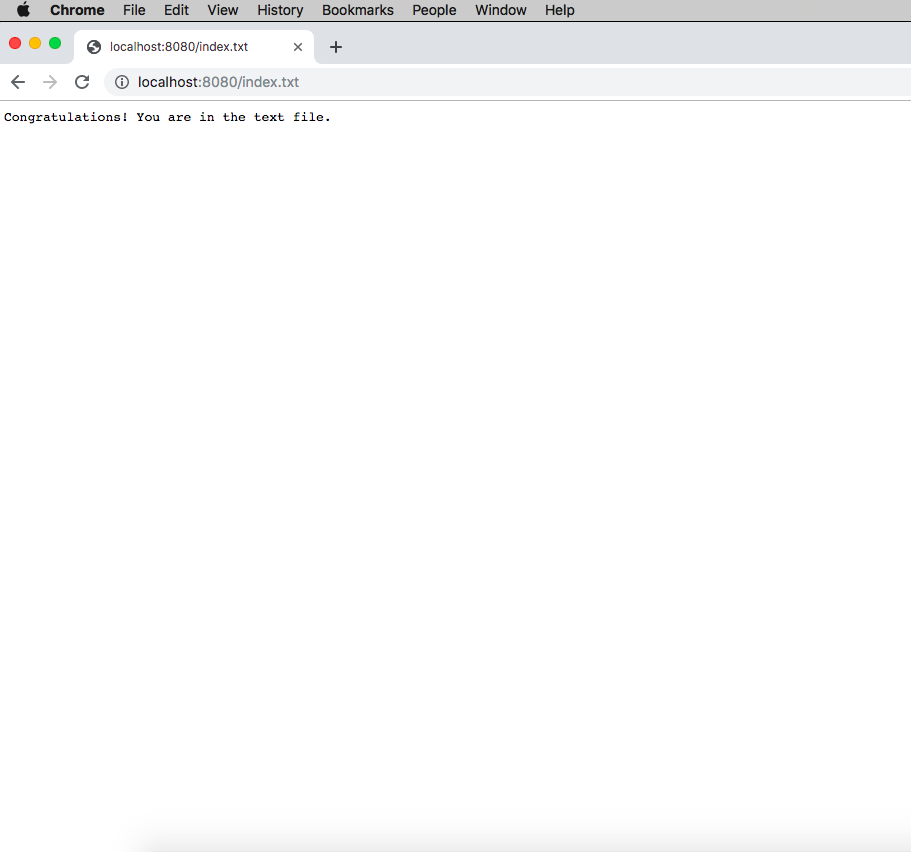 Chrome File Edit View History Bookmarks People Window Help
localhost:8080/index.txt
localhost:8080/index.txt
Congratulations! You are in the text file.